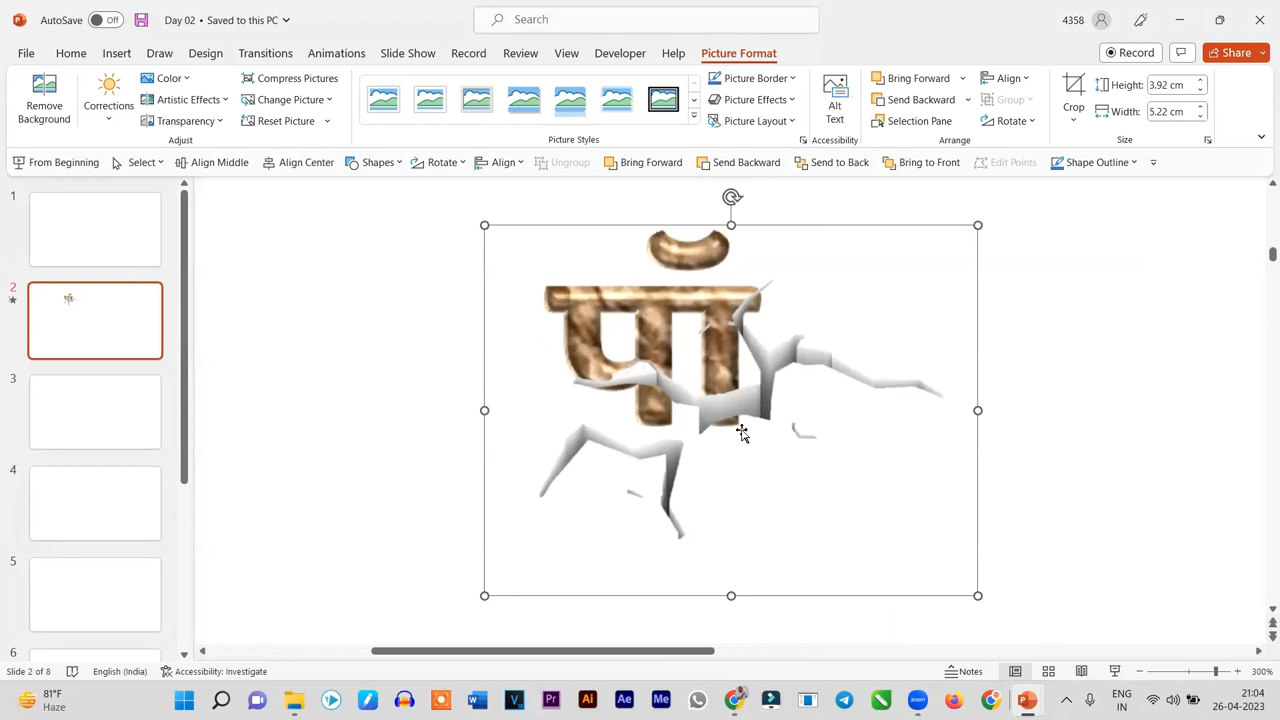 AutoSave Off Day 02 • Saved to this PC Search 4358
File Home Insert Draw Design Transitions Animations Slide Show Record Review View Developer Help Picture Format Record Share
Remove Background
Corrections
Color
Artistic Effects
Transparency
Compress Pictures
Change Picture
Reset Picture
Adjust
Picture Styles
Picture Border
Picture Effects
Picture Layout
Alt Text
Accessibility
Bring Forward
Send Backward
Selection Pane
Align
Group
Rotate
Arrange
Crop
Height: 3.92 cm
Width: 5.22 cm
Size
From Beginning Select Align Middle Align Center Shapes Rotate Align Ungroup Bring Forward Send Backward Send to Back Bring to Front Edit Points Shape Outline
1
2
3
4
5
6
पाँ
Slide 2 of 8 English (India) Accessibility: Investigate Notes 300%
81°F
Haze
ENG
IN
21:04
26-04-2023